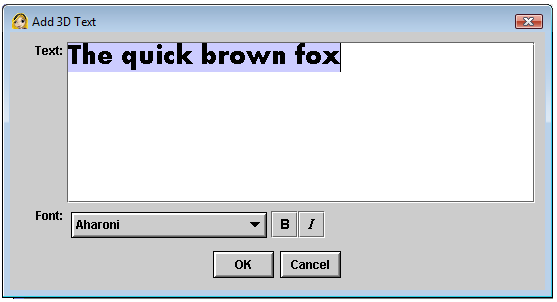 Add 3D Text
Text: The quick brown fox
Font: Aharoni B I
OK Cancel